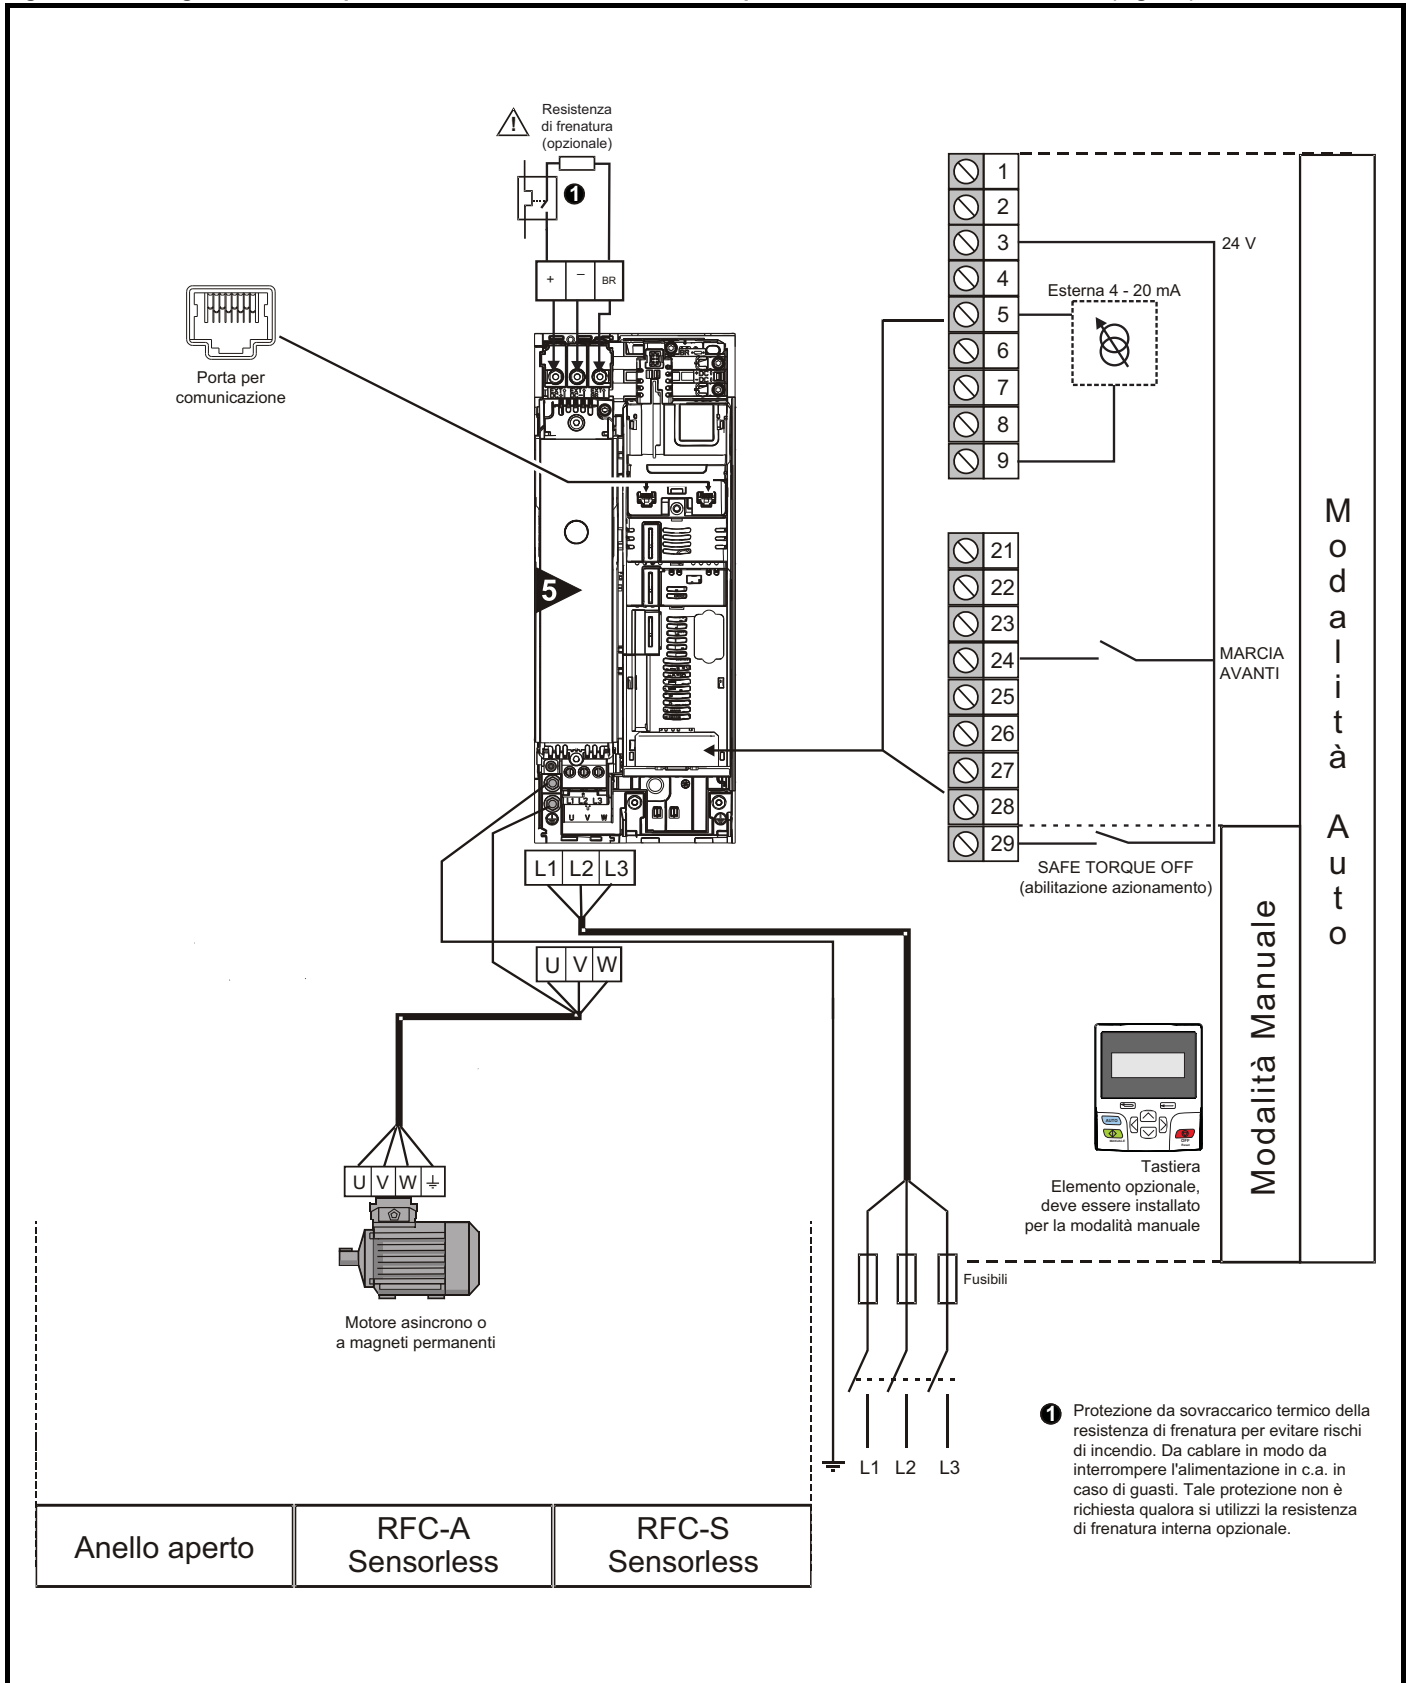 Resistenza
di frenatura
(opzionale)
1
+ – BR
Porta per
comunicazione
5
L1 L2 L3
U V W
L1 L2 L3
U V W
U V W
Motore asincrono o
a magneti permanenti
1
2
3
4
5
6
7
8
9
24 V
Esterna 4 - 20 mA
21
22
23
24
25
26
27
28
29
MARCIA
AVANTI
SAFE TORQUE OFF
(abilitazione azionamento)
Modalità Auto
Modalità Manuale
AUTO
OFF
Tastiera
Elemento opzionale,
deve essere installato
per la modalità manuale
Fusibili
L1 L2 L3
1 Protezione da sovraccarico termico della
resistenza di frenatura per evitare rischi
di incendio. Da cablare in modo da
interrompere l'alimentazione in c.a. in
caso di guasti. Tale protezione non è
richiesta qualora si utilizzi la resistenza
di frenatura interna opzionale.
Anello aperto
RFC-A
Sensorless
RFC-S
Sensorless